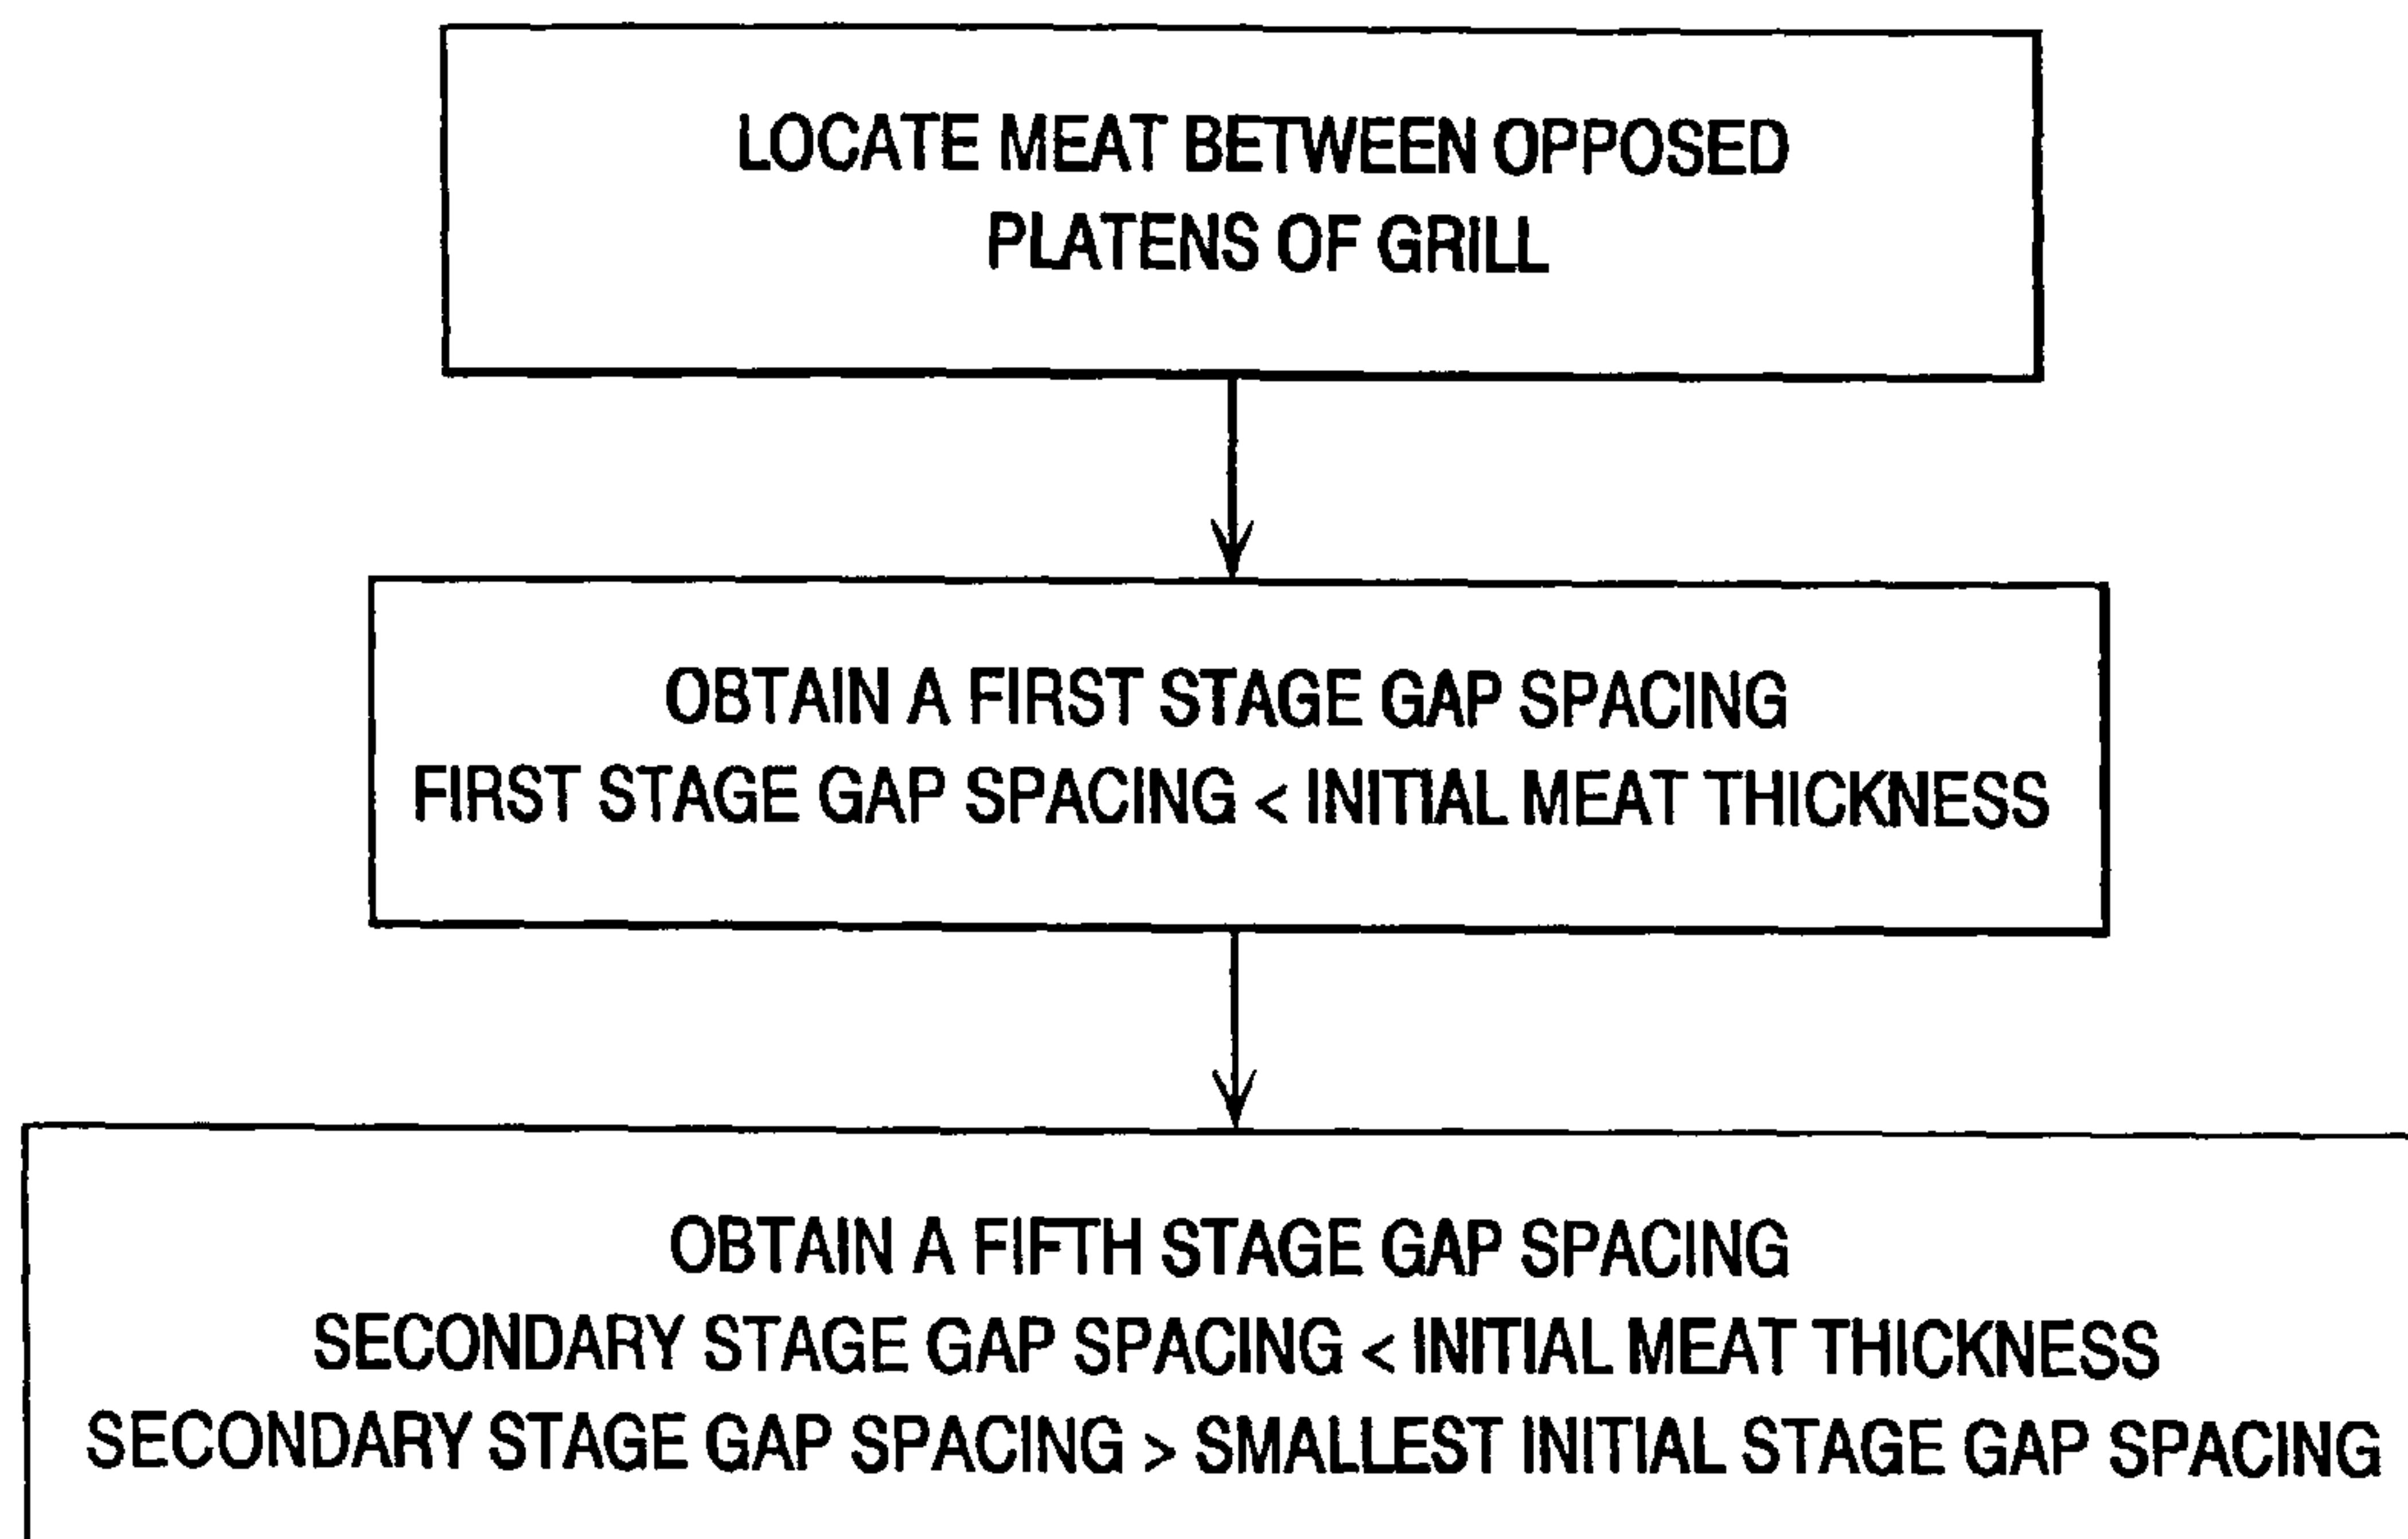 LOCATE MEAT BETWEEN OPPOSED
PLATENS OF GRILL
OBTAIN A FIRST STAGE GAP SPACING
FIRST STAGE GAP SPACING < INITIAL MEAT THICKNESS
OBTAIN A FIFTH STAGE GAP SPACING
SECONDARY STAGE GAP SPACING < INITIAL MEAT THICKNESS
SECONDARY STAGE GAP SPACING > SMALLEST INITIAL STAGE GAP SPACING